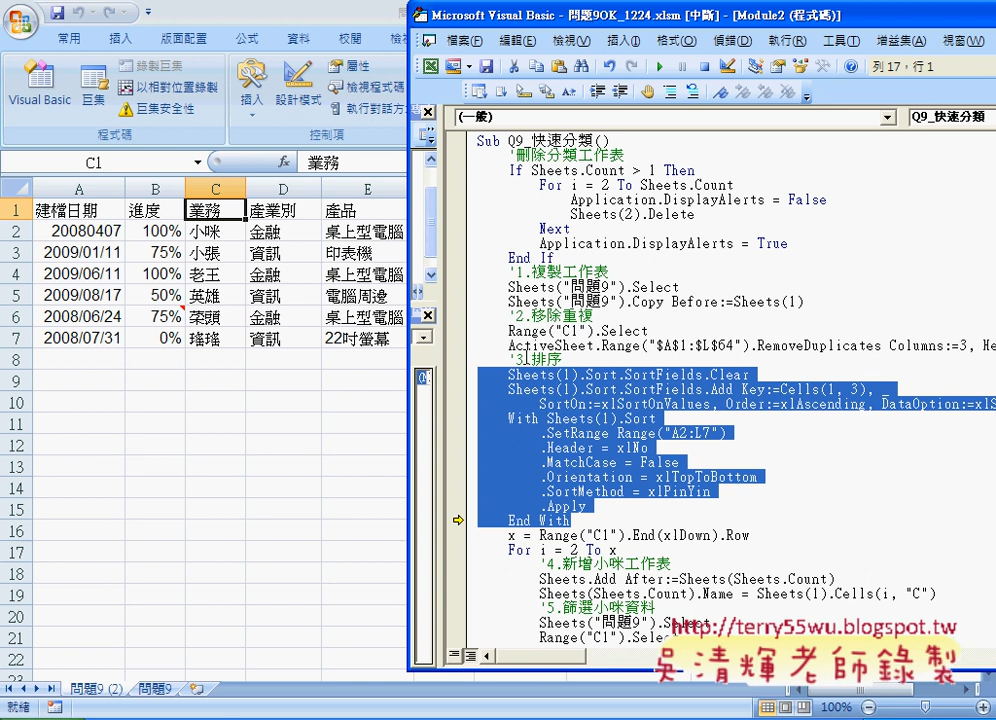 Microsoft Visual Basic - 問題9OK_1224.xlsm [中斷] - [Module2 (程式碼)]
常用 插入 版面配置 公式 資料 校閱
檔案(F) 編輯(E) 檢視(V) 插入(I) 格式(O) 偵錯(D) 執行(R) 工具(T) 增益集(A) 視窗(W)
列 17，行 1
Visual Basic 巨集
錄製巨集
以相對位置錄製
巨集安全性
程式碼
插入 設計模式
屬性
檢視程式碼
執行對話方
控制項
(一般) Q9_快速分類
C1 fx 業務
A B C D E
1 建檔日期 進度 業務 產業別 產品
2 20080407 100% 小咪 金融 桌上型電腦
3 2009/01/11 75% 小張 資訊 印表機
4 2009/06/11 100% 老王 金融 桌上型電腦
5 2009/08/17 50% 英雄 資訊 電腦周邊
6 2008/06/24 75% 茶頭 金融 桌上型電腦
7 2008/07/31 0% 瑤瑤 資訊 22吋螢幕
8
9
10
11
12
13
14
15
16
17
18
19
20
21
22
Sub Q9_快速分類()
'刪除分類工作表
If Sheets.Count > 1 Then
For i = 2 To Sheets.Count
Application.DisplayAlerts = False
Sheets(2).Delete
Next
Application.DisplayAlerts = True
End If
'1.複製工作表
Sheets("問題9").Select
Sheets("問題9").Copy Before:=Sheets(1)
'2.移除重複
Range("C1").Select
ActiveSheet.Range("$A$1:$L$64").RemoveDuplicates Columns:=3, He
'3.排序
Sheets(1).Sort.SortFields.Clear
Sheets(1).Sort.SortFields.Add Key:=Cells(1, 3), _
SortOn:=xlSortOnValues, Order:=xlAscending, DataOption:=xlS
With Sheets(1).Sort
.SetRange Range("A2:L7")
.Header = xlNo
.MatchCase = False
.Orientation = xlTopToBottom
.SortMethod = xlPinYin
.Apply
End With
x = Range("C1").End(xlDown).Row
For i = 2 To x
'4.新增小咪工作表
Sheets.Add After:=Sheets(Sheets.Count)
Sheets(Sheets.Count).Name = Sheets(1).Cells(i, "C")
'5.篩選小咪資料
Sheets("問題9").Select
Range("C1").Selec
http://terry55wu.blogspot.tw
吳清輝老師錄製
問題9 (2) 問題9
就緒
100%